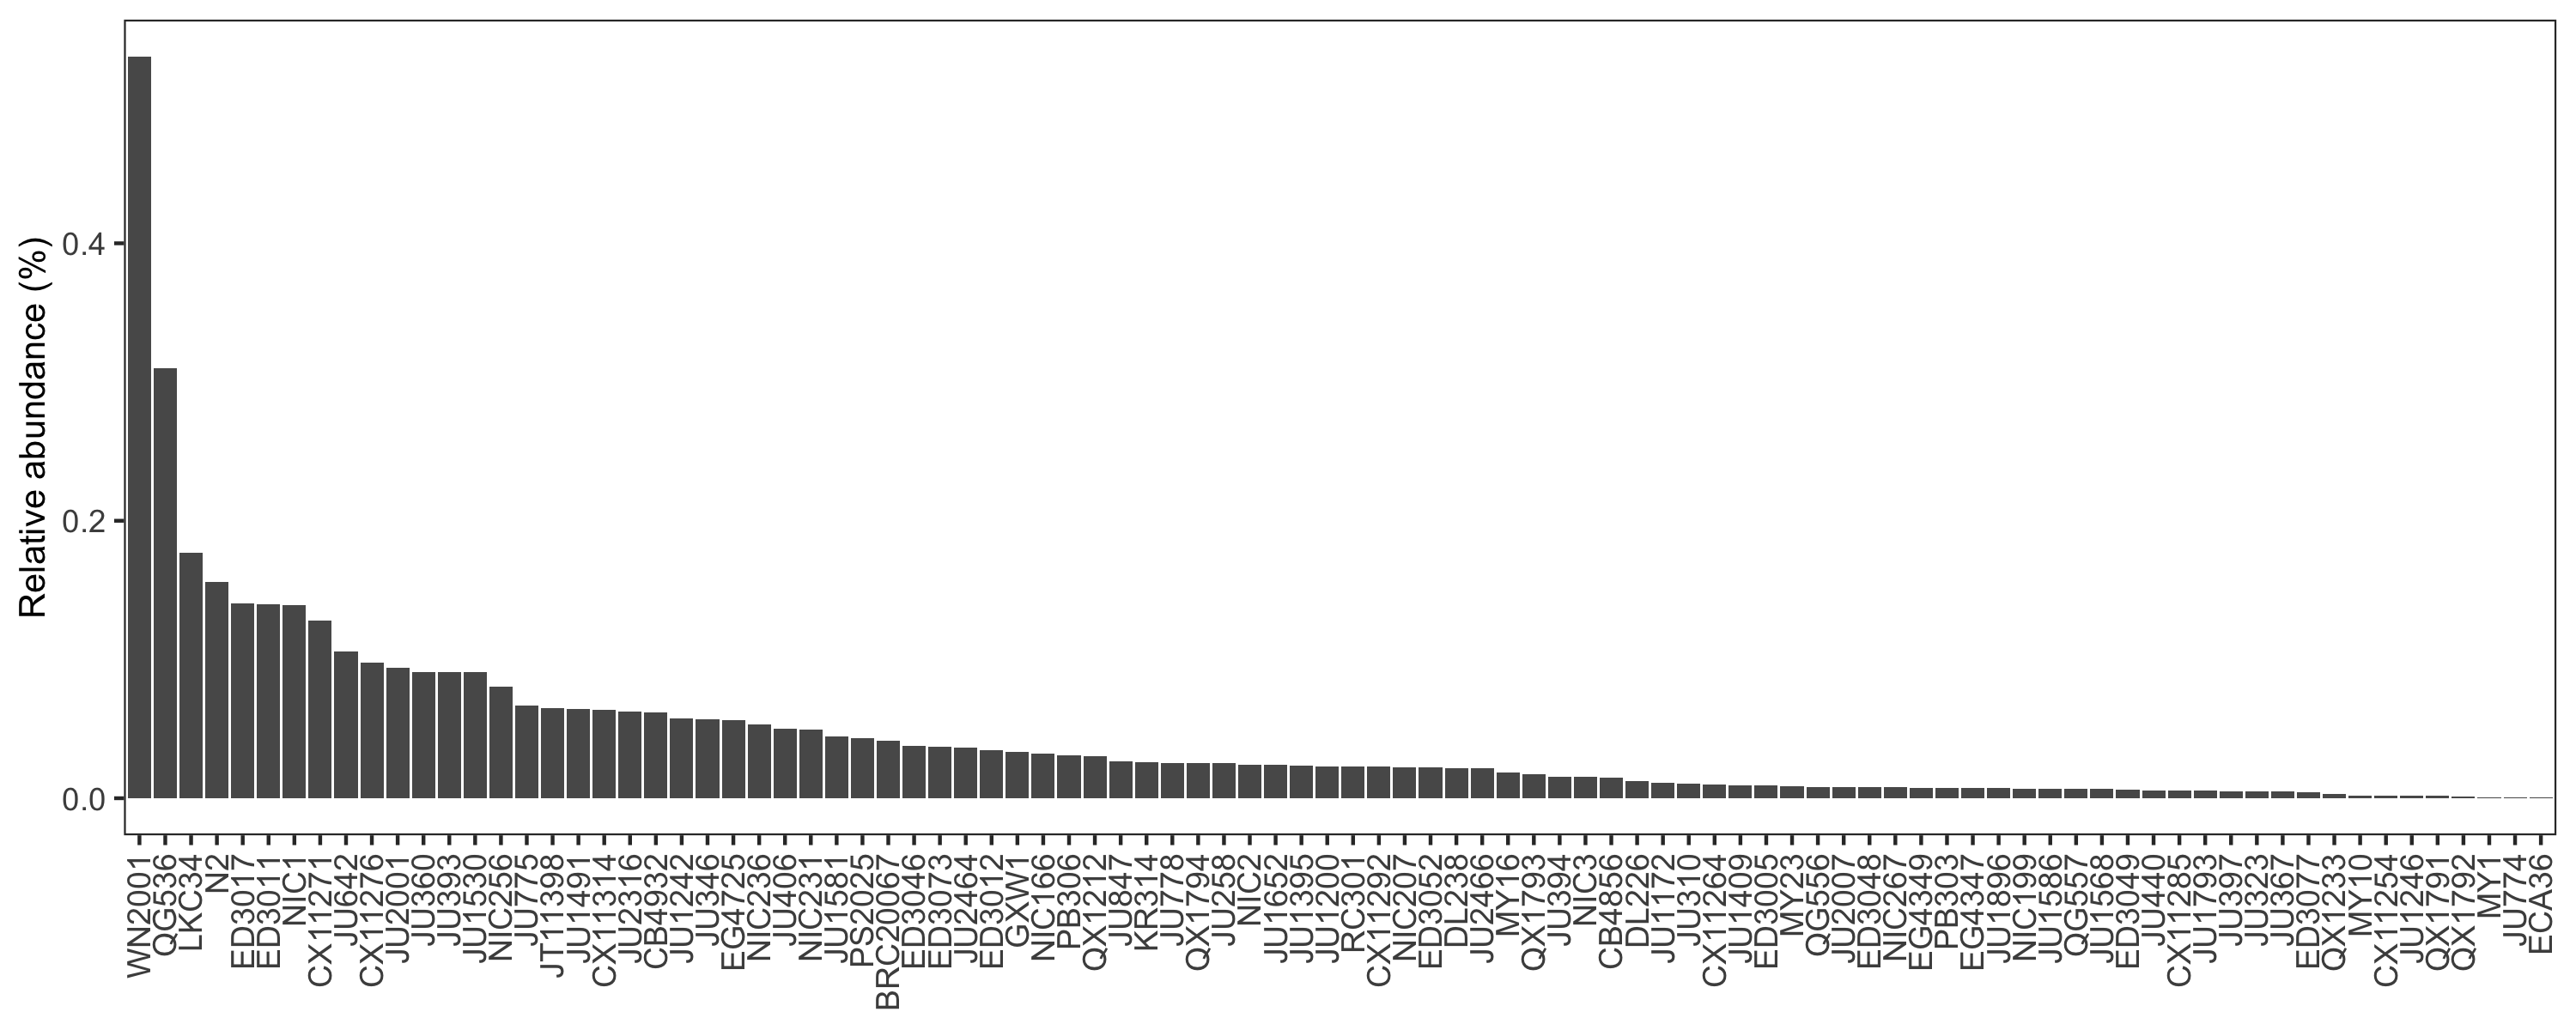 Relative abundance (%)
0.4
0.2
0.0
WN2001
QG536
LKC34
N2
ED3017
ED3011
NIC1
CX11271
JU642
CX11276
JU2001
JU360
JU393
JU1530
NIC256
JU775
JT11398
JU1491
CX11314
JU2316
CB4932
JU1242
JU346
EG4725
NIC236
JU406
NIC231
JU1581
PS2025
BRC20067
ED3046
ED3073
JU2464
ED3012
GXW1
NIC166
PB306
QX1212
JU847
KR314
JU778
QX1794
JU258
NIC2
JU1652
JU1395
JU1200
RC301
CX11292
NIC207
ED3052
DL238
JU2466
MY16
QX1793
JU394
NIC3
CB4856
DL226
JU1172
JU310
CX11264
JU1409
ED3005
MY23
QG556
JU2007
ED3048
NIC267
EG4349
PB303
EG4347
JU1896
NIC199
JU1586
QG557
JU1568
ED3049
JU440
CX11285
JU1793
JU397
JU323
JU367
ED3077
QX1233
MY10
CX11254
JU1246
QX1791
QX1792
MY1
JU774
ECA36